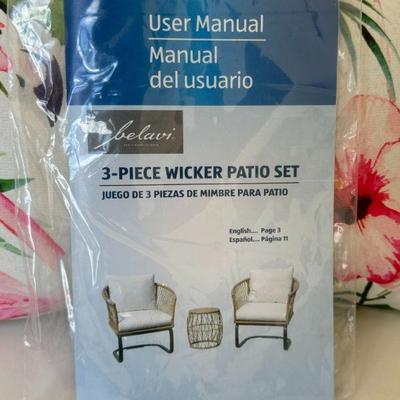 User Manual
Manual
del usuario
belavi
3-PIECE WICKER PATIO SET
JUEGO DE 3 PIEZAS DE MIMBRE PARA PATIO
English.... Page 3
Español.... Página 11